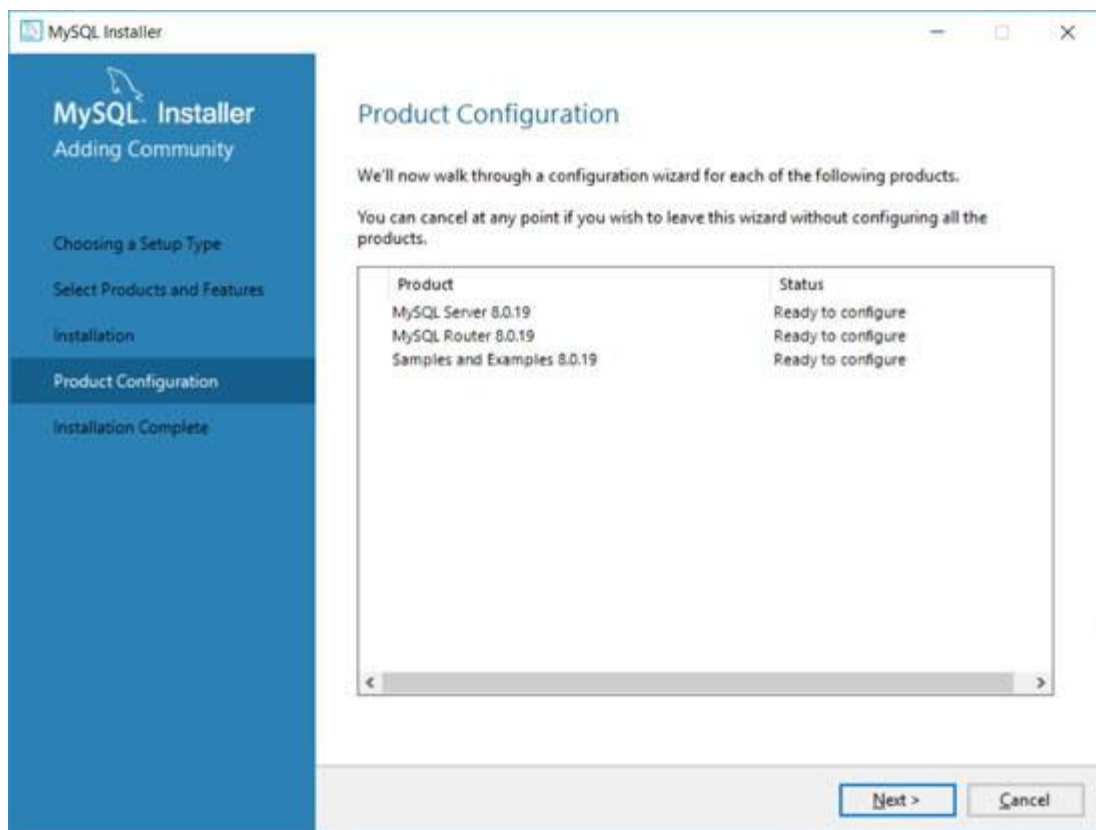 MySQL Installer
MySQL. Installer
Adding Community
Choosing a Setup Type
Select Products and Features
Installation
Product Configuration
Installation Complete
Product Configuration
We'll now walk through a configuration wizard for each of the following products.
You can cancel at any point if you wish to leave this wizard without configuring all the
products.
Product Status
MySQL Server 8.0.19 Ready to configure
MySQL Router 8.0.19 Ready to configure
Samples and Examples 8.0.19 Ready to configure
Next > Cancel